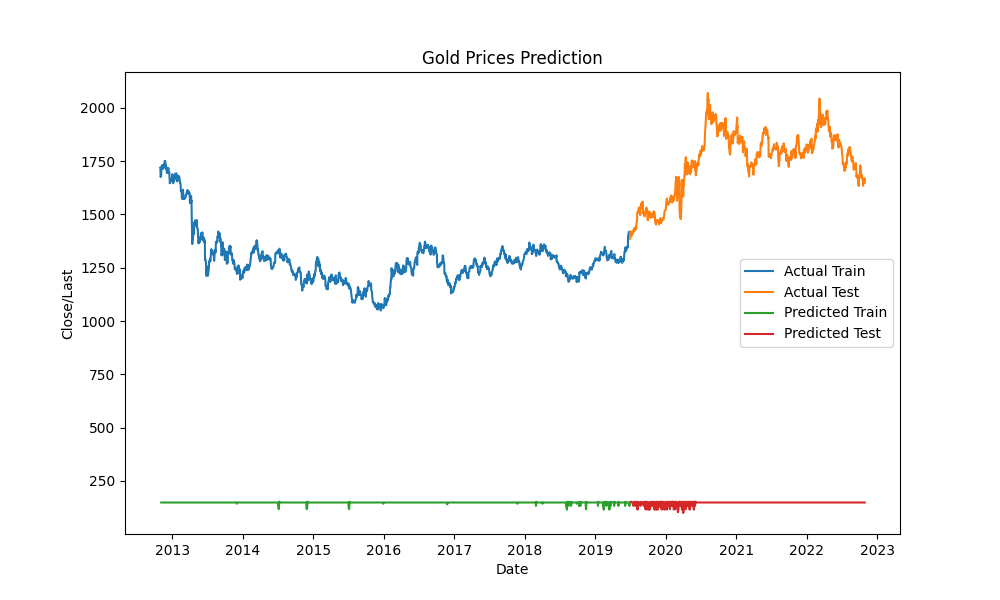 Gold Prices Prediction
Close/Last
2000
1750
1500
1250
1000
750
500
250
Actual Train
Actual Test
Predicted Train
Predicted Test
2013 2014 2015 2016 2017 2018 2019 2020 2021 2022 2023
Date